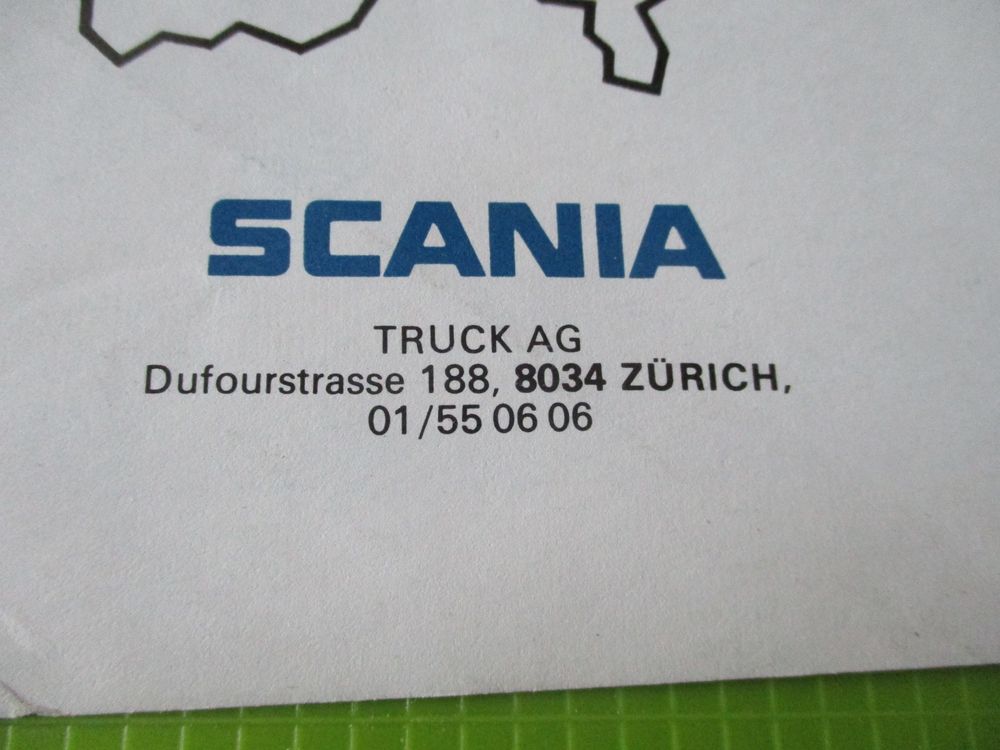 SCANIA
TRUCK AG
Dufourstrasse 188, 8034 ZÜRICH,
01/55 06 06